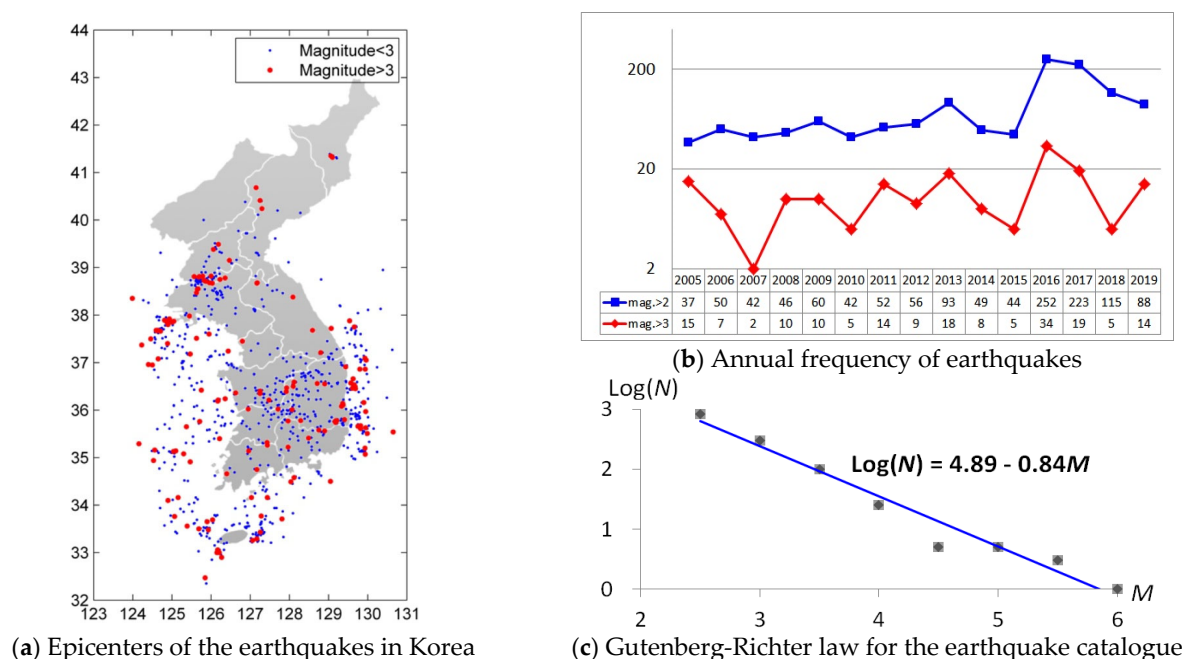 44
43
42
41
40
39
38
37
36
35
34
33
32
123 124 125 126 127 128 129 130 131
Magnitude<3
Magnitude>3
(a) Epicenters of the earthquakes in Korea
200
20
2
2005 2006 2007 2008 2009 2010 2011 2012 2013 2014 2015 2016 2017 2018 2019
mag.>2 37 50 42 46 60 42 52 56 93 49 44 252 223 115 88
mag.>3 15 7 2 10 10 5 14 9 18 8 5 34 19 5 14
(b) Annual frequency of earthquakes
Log(N)
3
2
1
0
Log(N) = 4.89 - 0.84M
M
2 3 4 5 6
(c) Gutenberg-Richter law for the earthquake catalogue